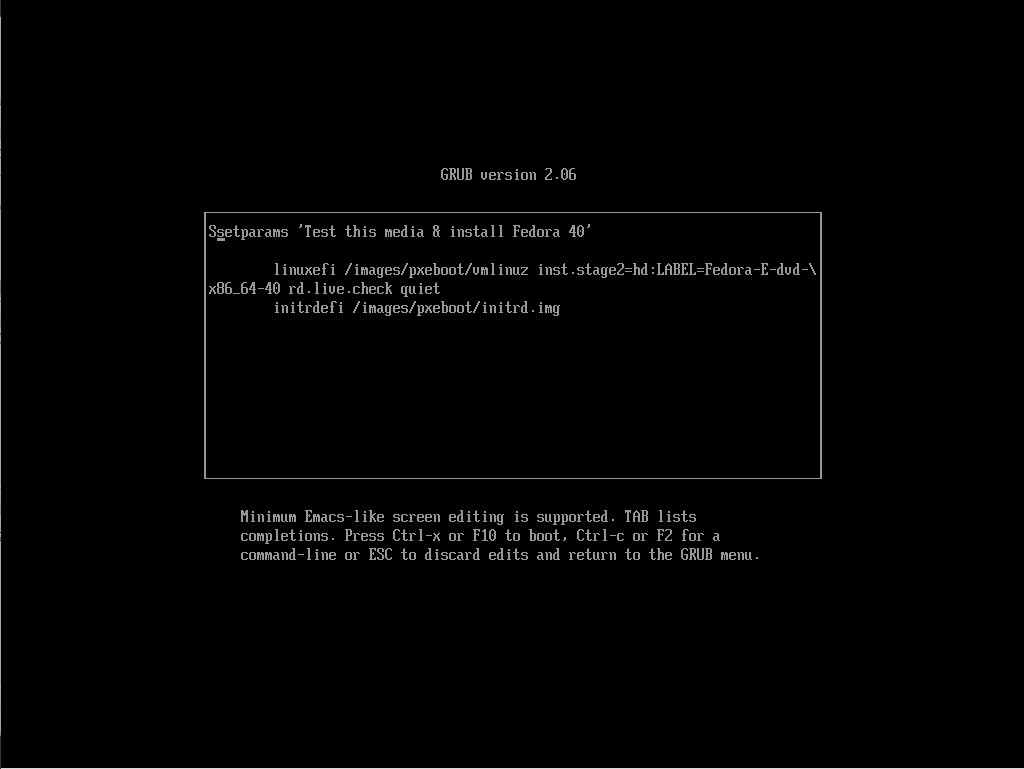 GRUB version 2.06
Ssetparams 'Test this media & install Fedora 40'
linuxefi /images/pxeboot/vmlinuz inst.stage2=hd:LABEL=Fedora-E-dvd-\
x86_64-40 rd.live.check quiet
initrdefi /images/pxeboot/initrd.img
Minimum Emacs-like screen editing is supported. TAB lists
completions. Press Ctrl-x or F10 to boot, Ctrl-c or F2 for a
command-line or ESC to discard edits and return to the GRUB menu.